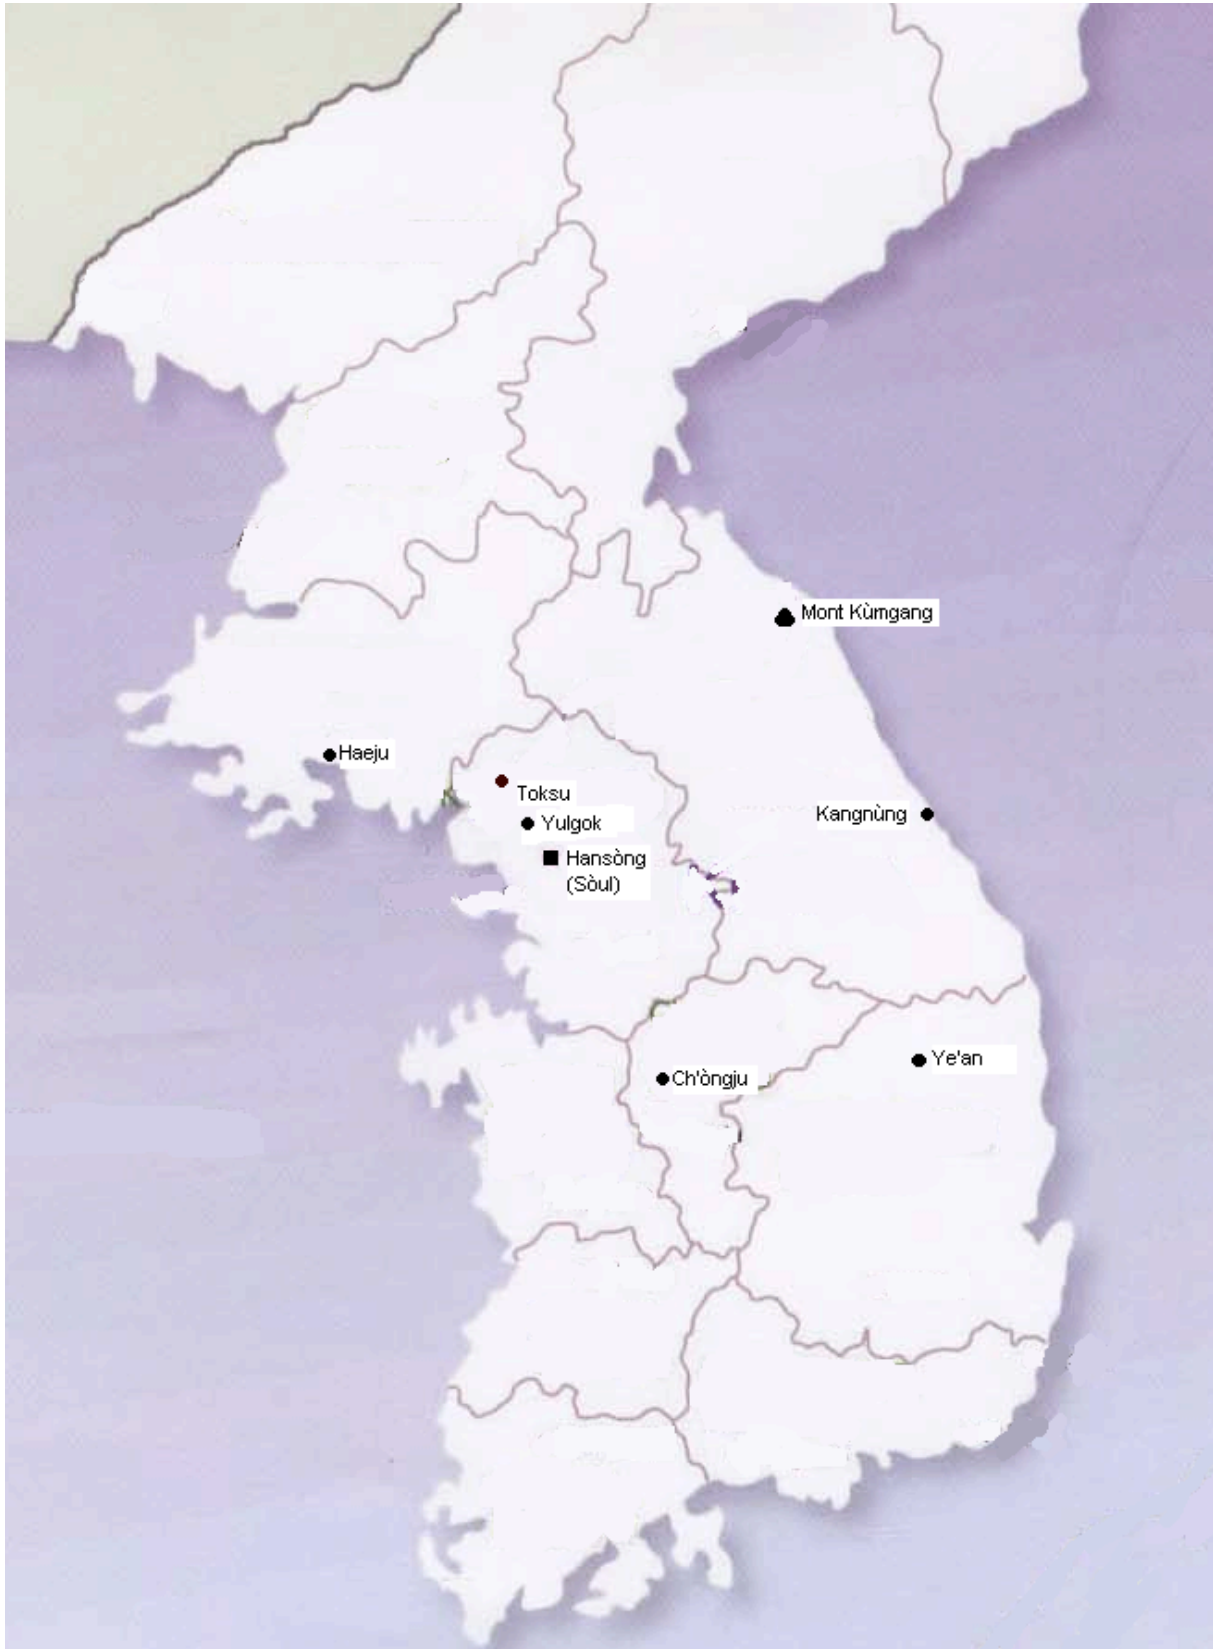 Mont Kùmgang
Haeju
Toksu
Yulgok
Kangnùng
Hansòng
(Sòul)
Ye'an
Ch'òngju